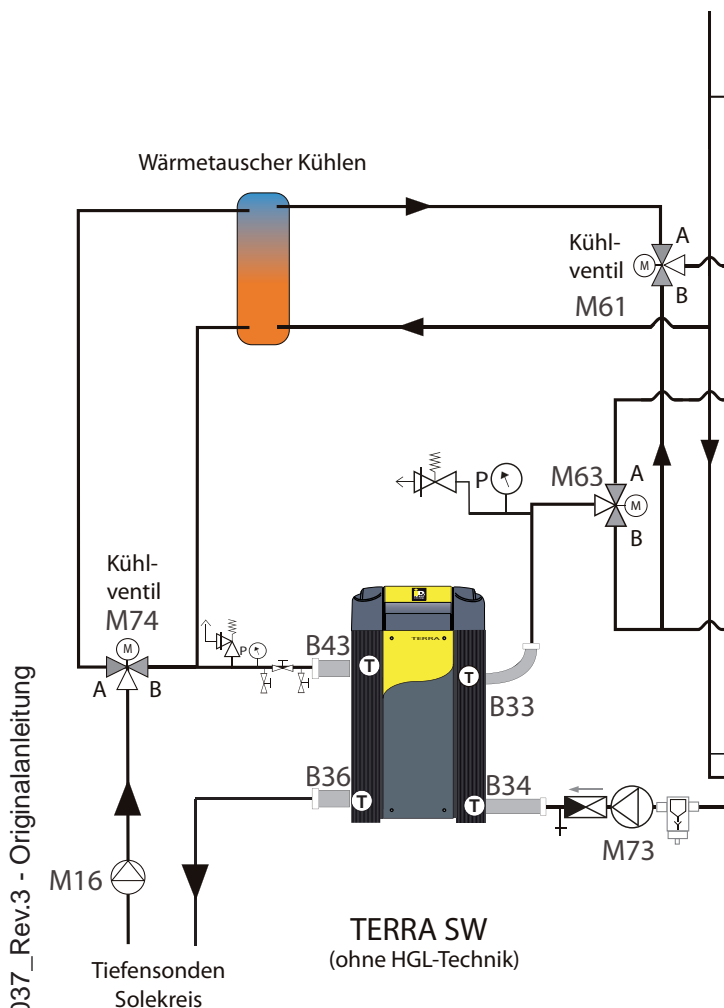 Wärmetauscher Kühlen
Kühl-
ventil
M
A
B
M61
P
M63
A
M
B
Kühl-
ventil
M74
M
A
B
P
B43
T
TERRA
T
B33
B36
T
B34
T
M73
M16
TERRA SW
(ohne HGL-Technik)
Tiefensonden
Solekreis
037_Rev.3 - Originalanleitung